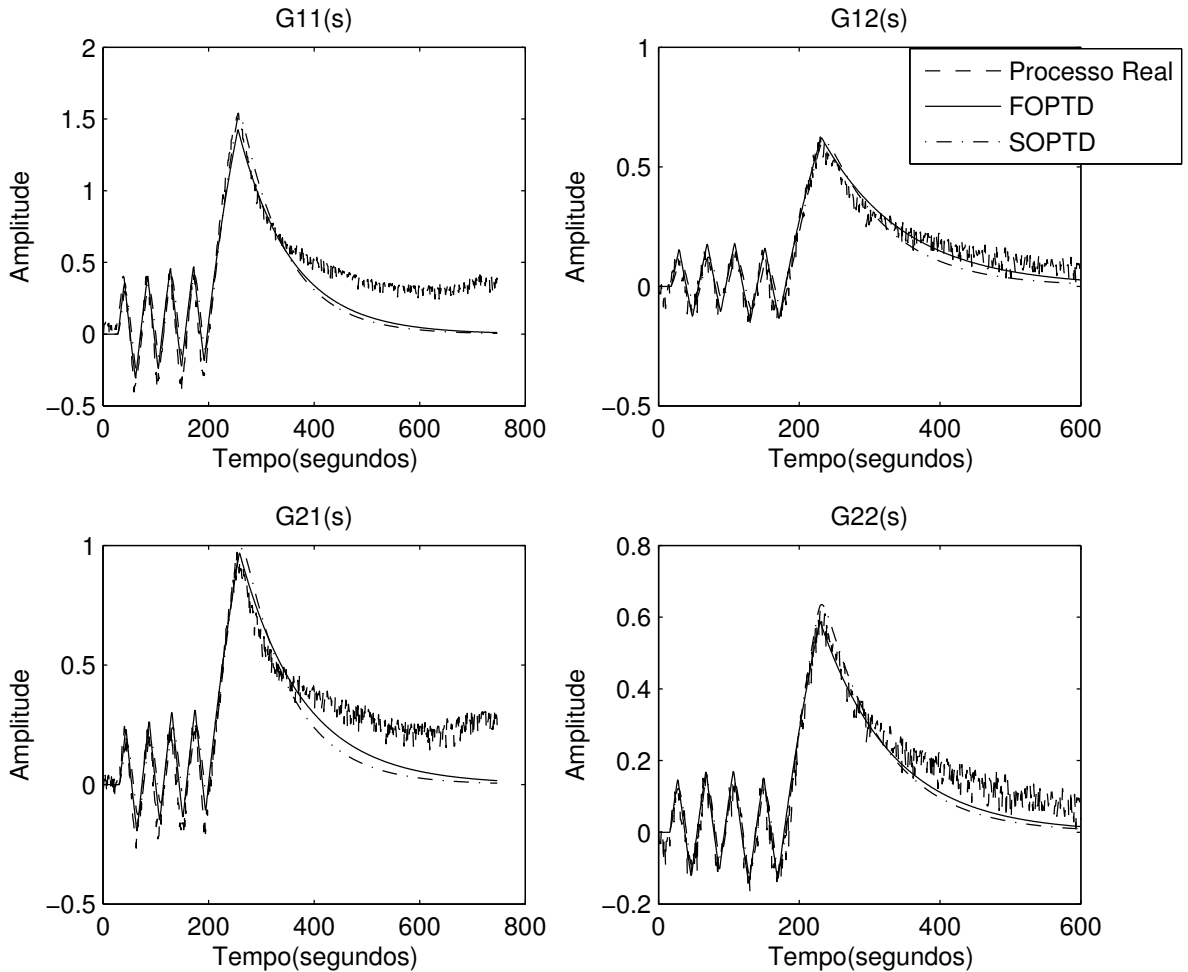 G11(s)
2
1.5
1
0.5
0
−0.5
0
200
400
600
800
Amplitude
Tempo(segundos)
G12(s)
1
0.5
0
−0.5
0
200
400
600
Amplitude
Tempo(segundos)
Processo Real
FOPTD
SOPTD
G21(s)
1
0.5
0
−0.5
0
200
400
600
800
Amplitude
Tempo(segundos)
G22(s)
0.8
0.6
0.4
0.2
0
−0.2
0
200
400
600
Amplitude
Tempo(segundos)